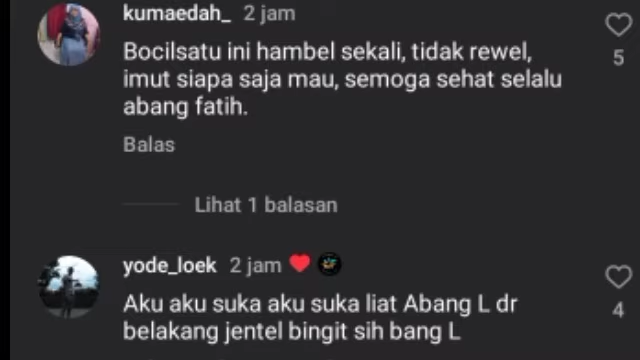 kumaedah_ 2 jam
Bocilsatu ini hambel sekali, tidak rewel,
imut siapa saja mau, semoga sehat selalu
abang fatih.
5
Balas
Lihat 1 balasan
yode_loek 2 jam
Aku aku suka aku suka liat Abang L dr
belakang jentel bingit sih bang L
4